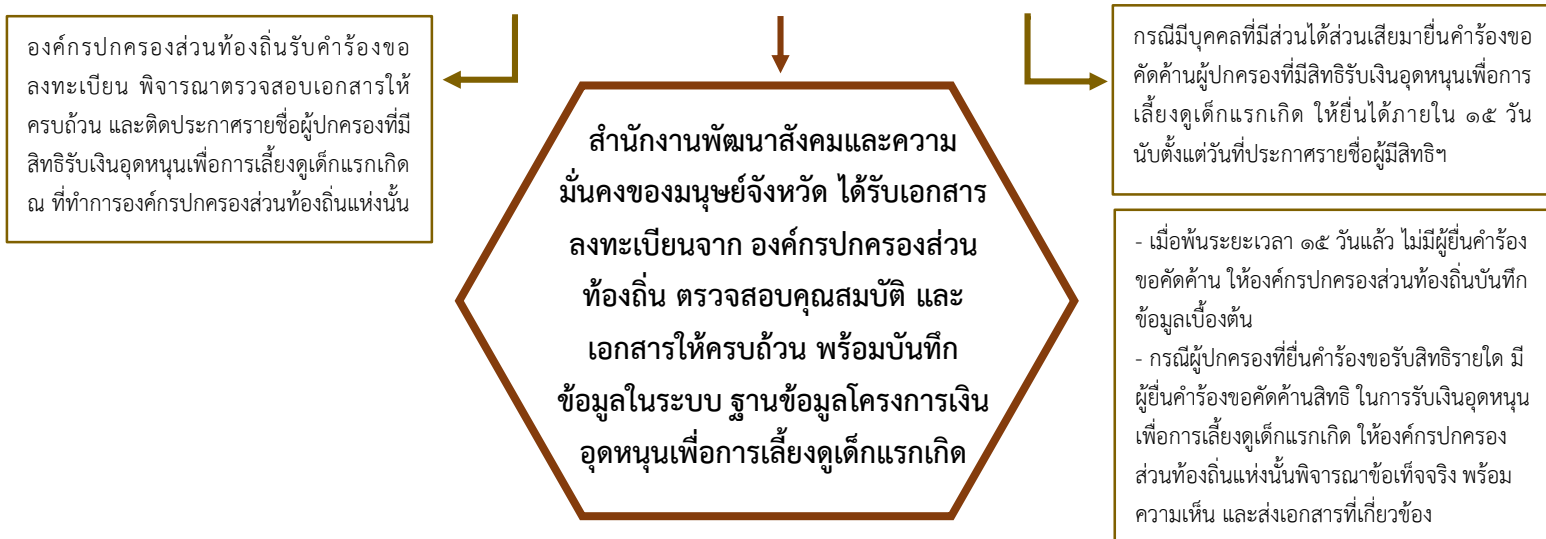 องค์กรปกครองส่วนท้องถิ่นรับคำร้องขอ
ลงทะเบียน พิจารณาตรวจสอบเอกสารให้
ครบถ้วน และติดประกาศรายชื่อผู้ปกครองที่มี
สิทธิรับเงินอุดหนุนเพื่อการเลี้ยงดูเด็กแรกเกิด
ณ ที่ทำการองค์กรปกครองส่วนท้องถิ่นแห่งนั้น
สำนักงานพัฒนาสังคมและความ
มั่นคงของมนุษย์จังหวัด ได้รับเอกสาร
ลงทะเบียนจาก องค์กรปกครองส่วน
ท้องถิ่น ตรวจสอบคุณสมบัติ และ
เอกสารให้ครบถ้วน พร้อมบันทึก
ข้อมูลในระบบ ฐานข้อมูลโครงการเงิน
อุดหนุนเพื่อการเลี้ยงดูเด็กแรกเกิด
กรณีมีบุคคลที่มีส่วนได้ส่วนเสียมายื่นคำร้องขอ
คัดค้านผู้ปกครองที่มีสิทธิรับเงินอุดหนุนเพื่อการ
เลี้ยงดูเด็กแรกเกิด ให้ยื่นได้ภายใน ๑๕ วัน
นับตั้งแต่วันที่ประกาศรายชื่อผู้มีสิทธิฯ
- เมื่อพ้นระยะเวลา ๑๕ วันแล้ว ไม่มีผู้ยื่นคำร้อง
ขอคัดค้าน ให้องค์กรปกครองส่วนท้องถิ่นบันทึก
ข้อมูลเบื้องต้น
- กรณีผู้ปกครองที่ยื่นคำร้องขอรับสิทธิรายใด มี
ผู้ยื่นคำร้องขอคัดค้านสิทธิ ในการรับเงินอุดหนุน
เพื่อการเลี้ยงดูเด็กแรกเกิด ให้องค์กรปกครอง
ส่วนท้องถิ่นแห่งนั้นพิจารณาข้อเท็จจริง พร้อม
ความเห็น และส่งเอกสารที่เกี่ยวข้อง